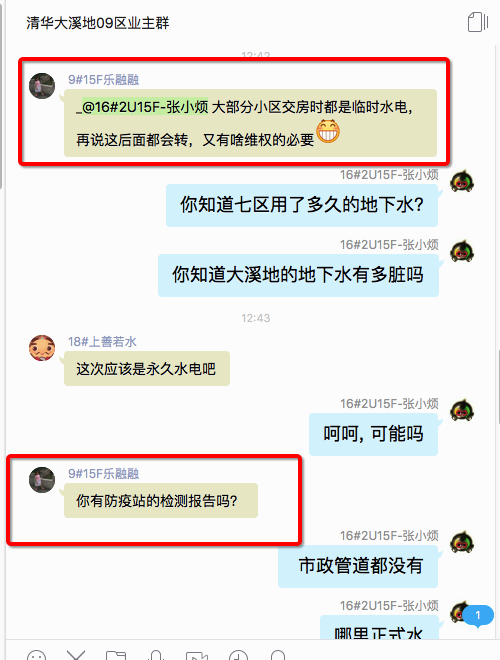 清华大溪地09区业主群
12:42
9#15F乐融融
_@16#2U15F-张小烦 大部分小区交房时都是临时水电,
再说这后面都会转，又有啥维权的必要
16#2U15F-张小烦
你知道七区用了多久的地下水?
16#2U15F-张小烦
你知道大溪地的地下水有多脏吗
12:43
18#上善若水
这次应该是永久水电吧
16#2U15F-张小烦
呵呵, 可能吗
9#15F乐融融
你有防疫站的检测报告吗?
16#2U15F-张小烦
市政管道都没有
16#2U15F-张小烦
1
哪里正式水